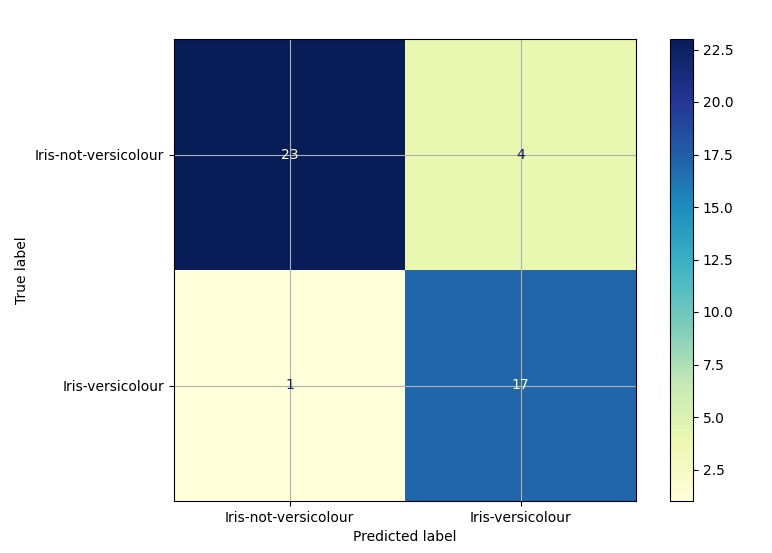 22.5
20.0
Iris-not-versicolour
23
4
17.5
15.0
True label
12.5
10.0
7.5
Iris-versicolour
1
17
5.0
2.5
Iris-not-versicolour
Iris-versicolour
Predicted label